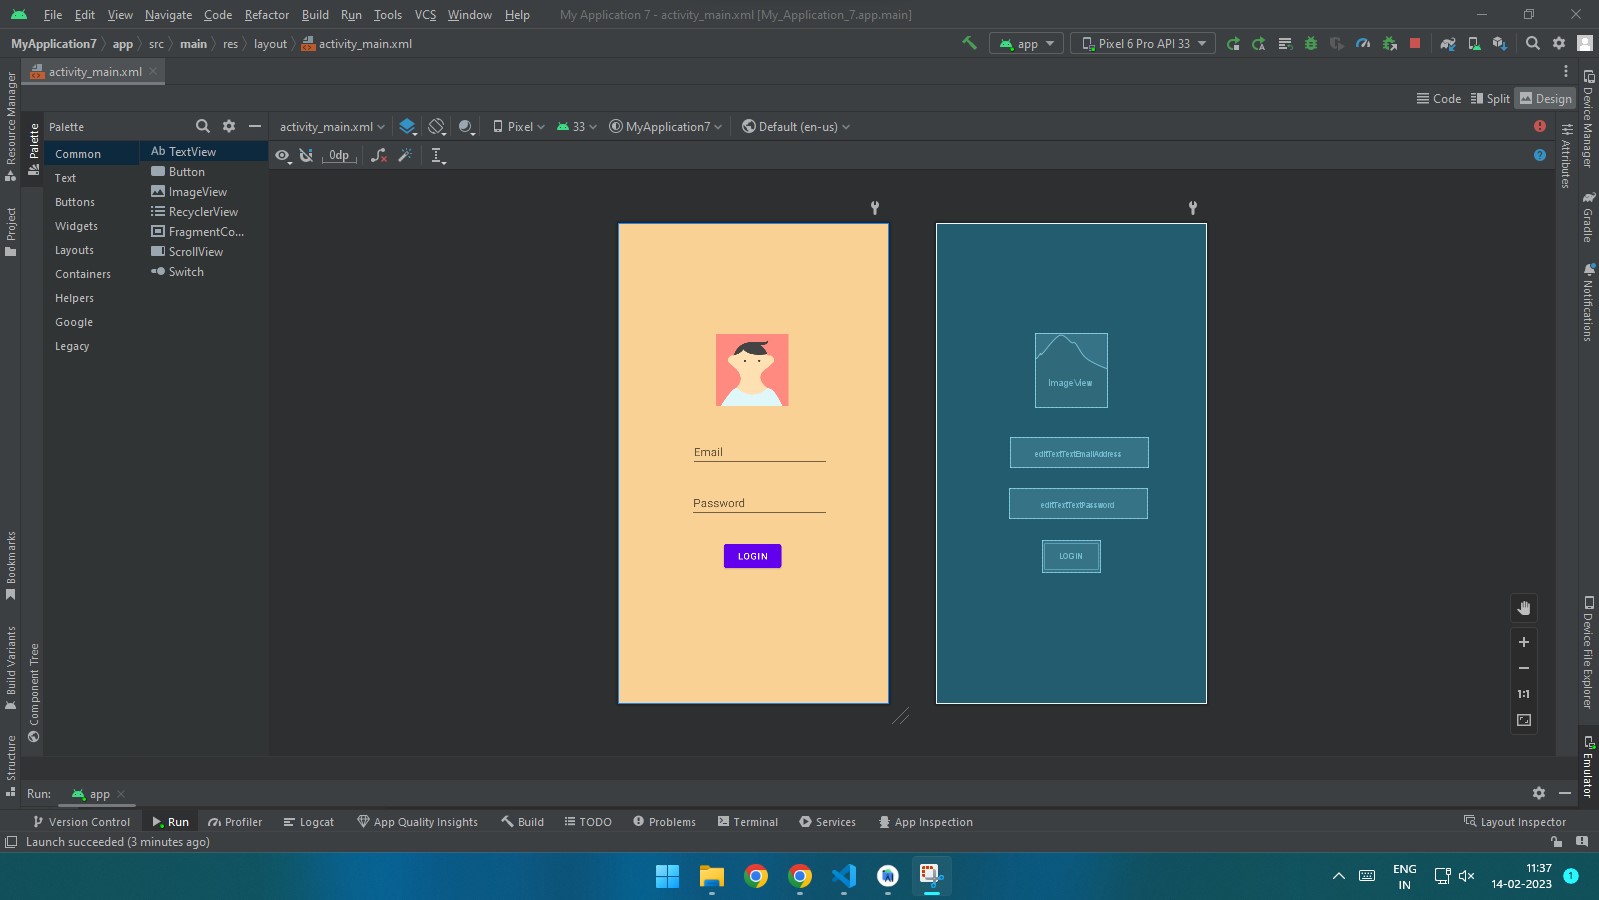 File Edit View Navigate Code Refactor Build Run Tools VCS Window Help My Application 7 - activity_main.xml [My_Application_7.app.main]
MyApplication7 app src main res layout activity_main.xml app Pixel 6 Pro API 33
activity_main.xml
Code Split Design
Palette activity_main.xml Pixel 33 MyApplication7 Default (en-us)
0dp
Common
Text
Buttons
Widgets
Layouts
Containers
Helpers
Google
Legacy
Ab TextView
Button
ImageView
RecyclerView
FragmentCo...
ScrollView
Switch
Resource Manager
Project
Bookmarks
Build Variants
Structure
Palette
Component Tree
Email
Password
LOGIN
ImageView
editTextTextEmailAddress
editTextTextPassword
LOGIN
1:1
Attributes
Device Manager
Gradle
Notifications
Device File Explorer
Emulator
Run: app
Version Control Run Profiler Logcat App Quality Insights Build TODO Problems Terminal Services App Inspection Layout Inspector
Launch succeeded (3 minutes ago)
ENG
IN
11:37
14-02-2023
1